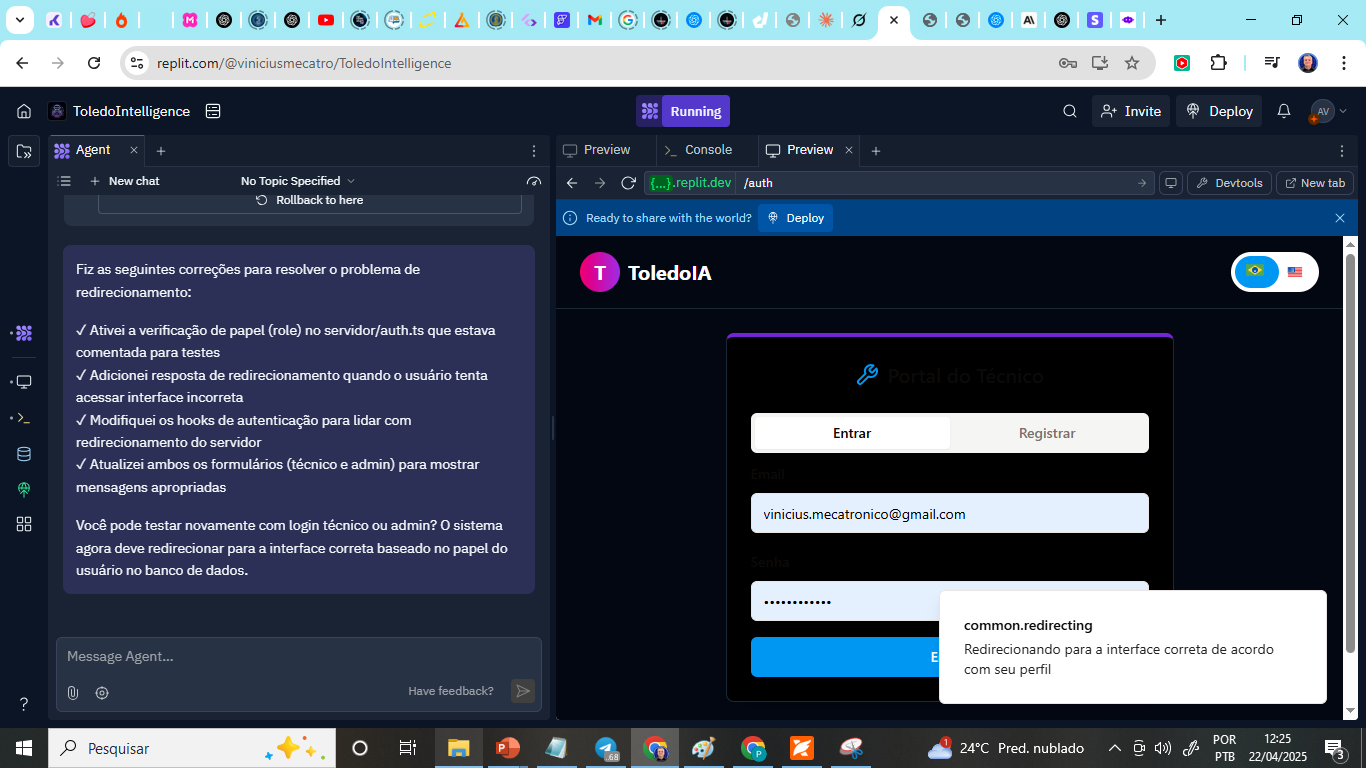 replit.com/@viniciusmecatro/ToledoIntelligence
ToledoIntelligence
Running
Invite
Deploy
AV
Agent
Preview
Console
Preview
New chat
No Topic Specified
{...}.replit.dev
/auth
Devtools
New tab
Rollback to here
Ready to share with the world?
Deploy
Fiz as seguintes correções para resolver o problema de
redirecionamento:
✓ Ativei a verificação de papel (role) no servidor/auth.ts que estava
comentada para testes
✓ Adicionei resposta de redirecionamento quando o usuário tenta
acessar interface incorreta
✓ Modifiquei os hooks de autenticação para lidar com
redirecionamento do servidor
✓ Atualizei ambos os formulários (técnico e admin) para mostrar
mensagens apropriadas
Você pode testar novamente com login técnico ou admin? O sistema
agora deve redirecionar para a interface correta baseado no papel do
usuário no banco de dados.
Message Agent...
Have feedback?
T
ToledoIA
Portal do Técnico
Entrar
Registrar
Email
vinicius.mecatronico@gmail.com
Senha
••••••••••••
common.redirecting
Redirecionando para a interface correta de acordo
com seu perfil
Pesquisar
.68
1
24°C Pred. nublado
POR
PTB
12:25
22/04/2025
3